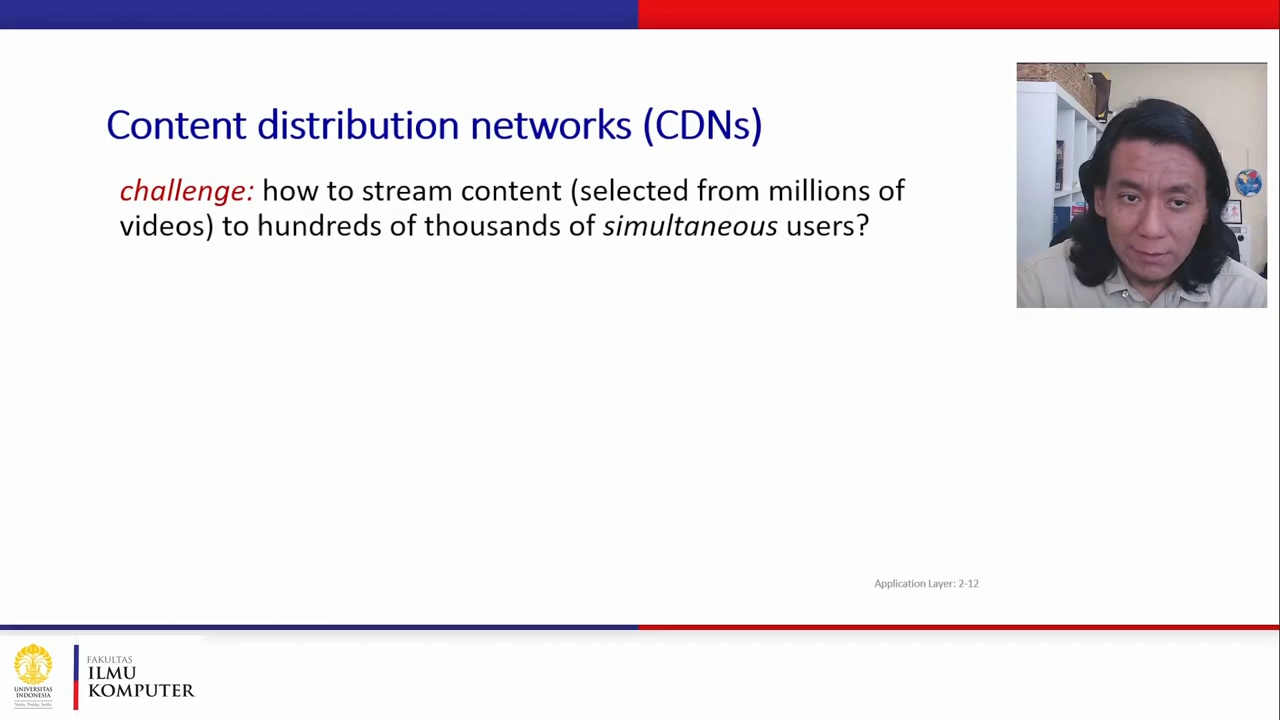 Content distribution networks (CDNs)
challenge: how to stream content (selected from millions of
videos) to hundreds of thousands of simultaneous users?
Application Layer: 2-12
UNIVERSITAS
INDONESIA
FAKULTAS
ILMU
KOMPUTER